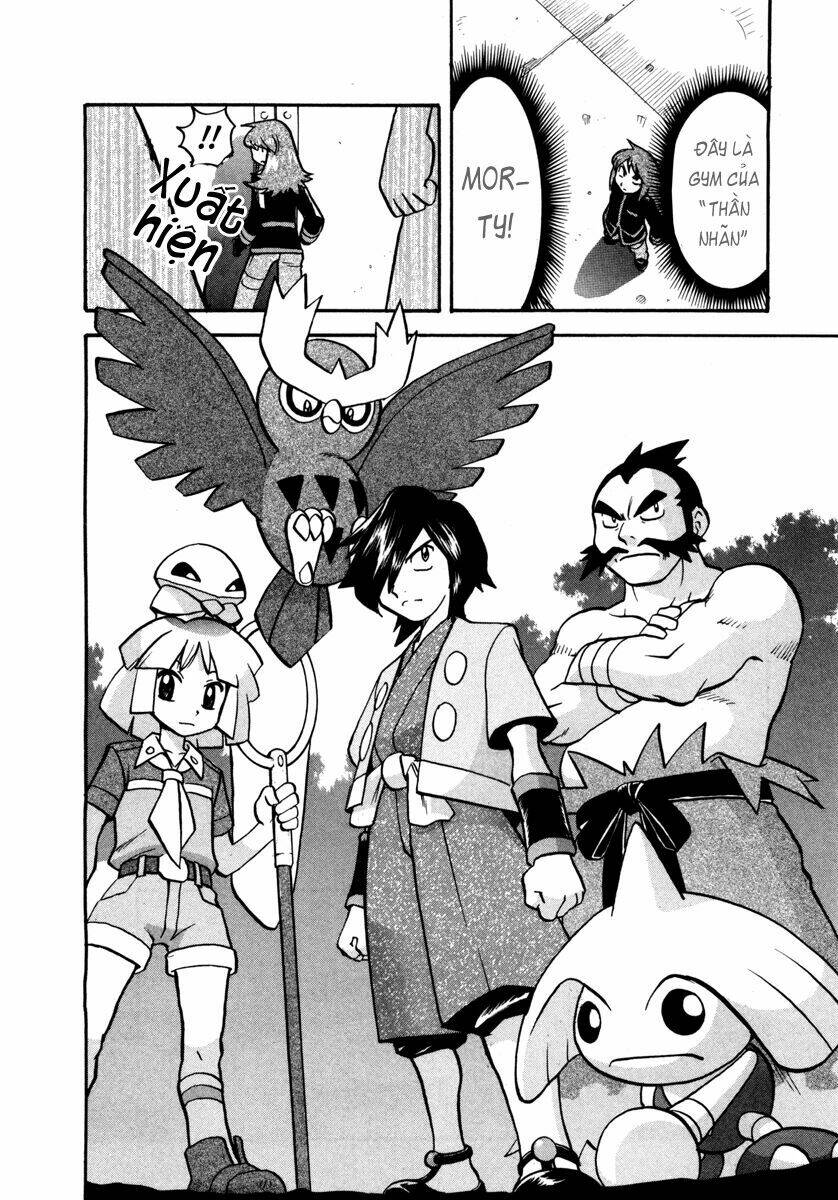 ĐÂY LÀ
GYM CỦA
"THẦN
NHÃN"
MOR-
TY!
!!
Xuất
hiện